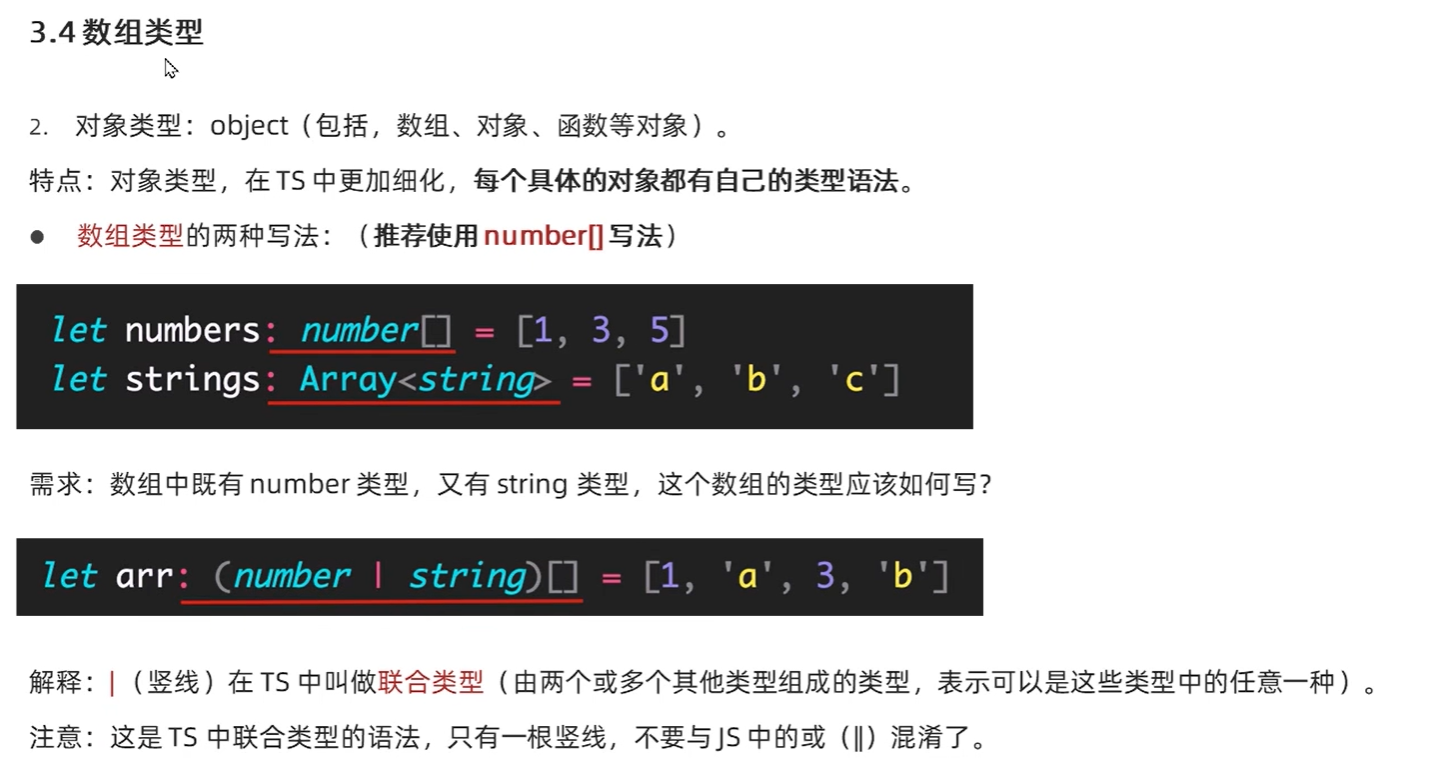 3.4 数组类型
2. 对象类型：object（包括，数组、对象、函数等对象）。
特点：对象类型，在 TS 中更加细化，每个具体的对象都有自己的类型语法。
● 数组类型的两种写法：（推荐使用 number[] 写法）
let numbers: number[] = [1, 3, 5]
let strings: Array<string> = ['a', 'b', 'c']
需求：数组中既有 number 类型，又有 string 类型，这个数组的类型应该如何写？
let arr: (number | string)[] = [1, 'a', 3, 'b']
解释：|（竖线）在 TS 中叫做联合类型（由两个或多个其他类型组成的类型，表示可以是这些类型中的任意一种）。
注意：这是 TS 中联合类型的语法，只有一根竖线，不要与 JS 中的或（||）混淆了。